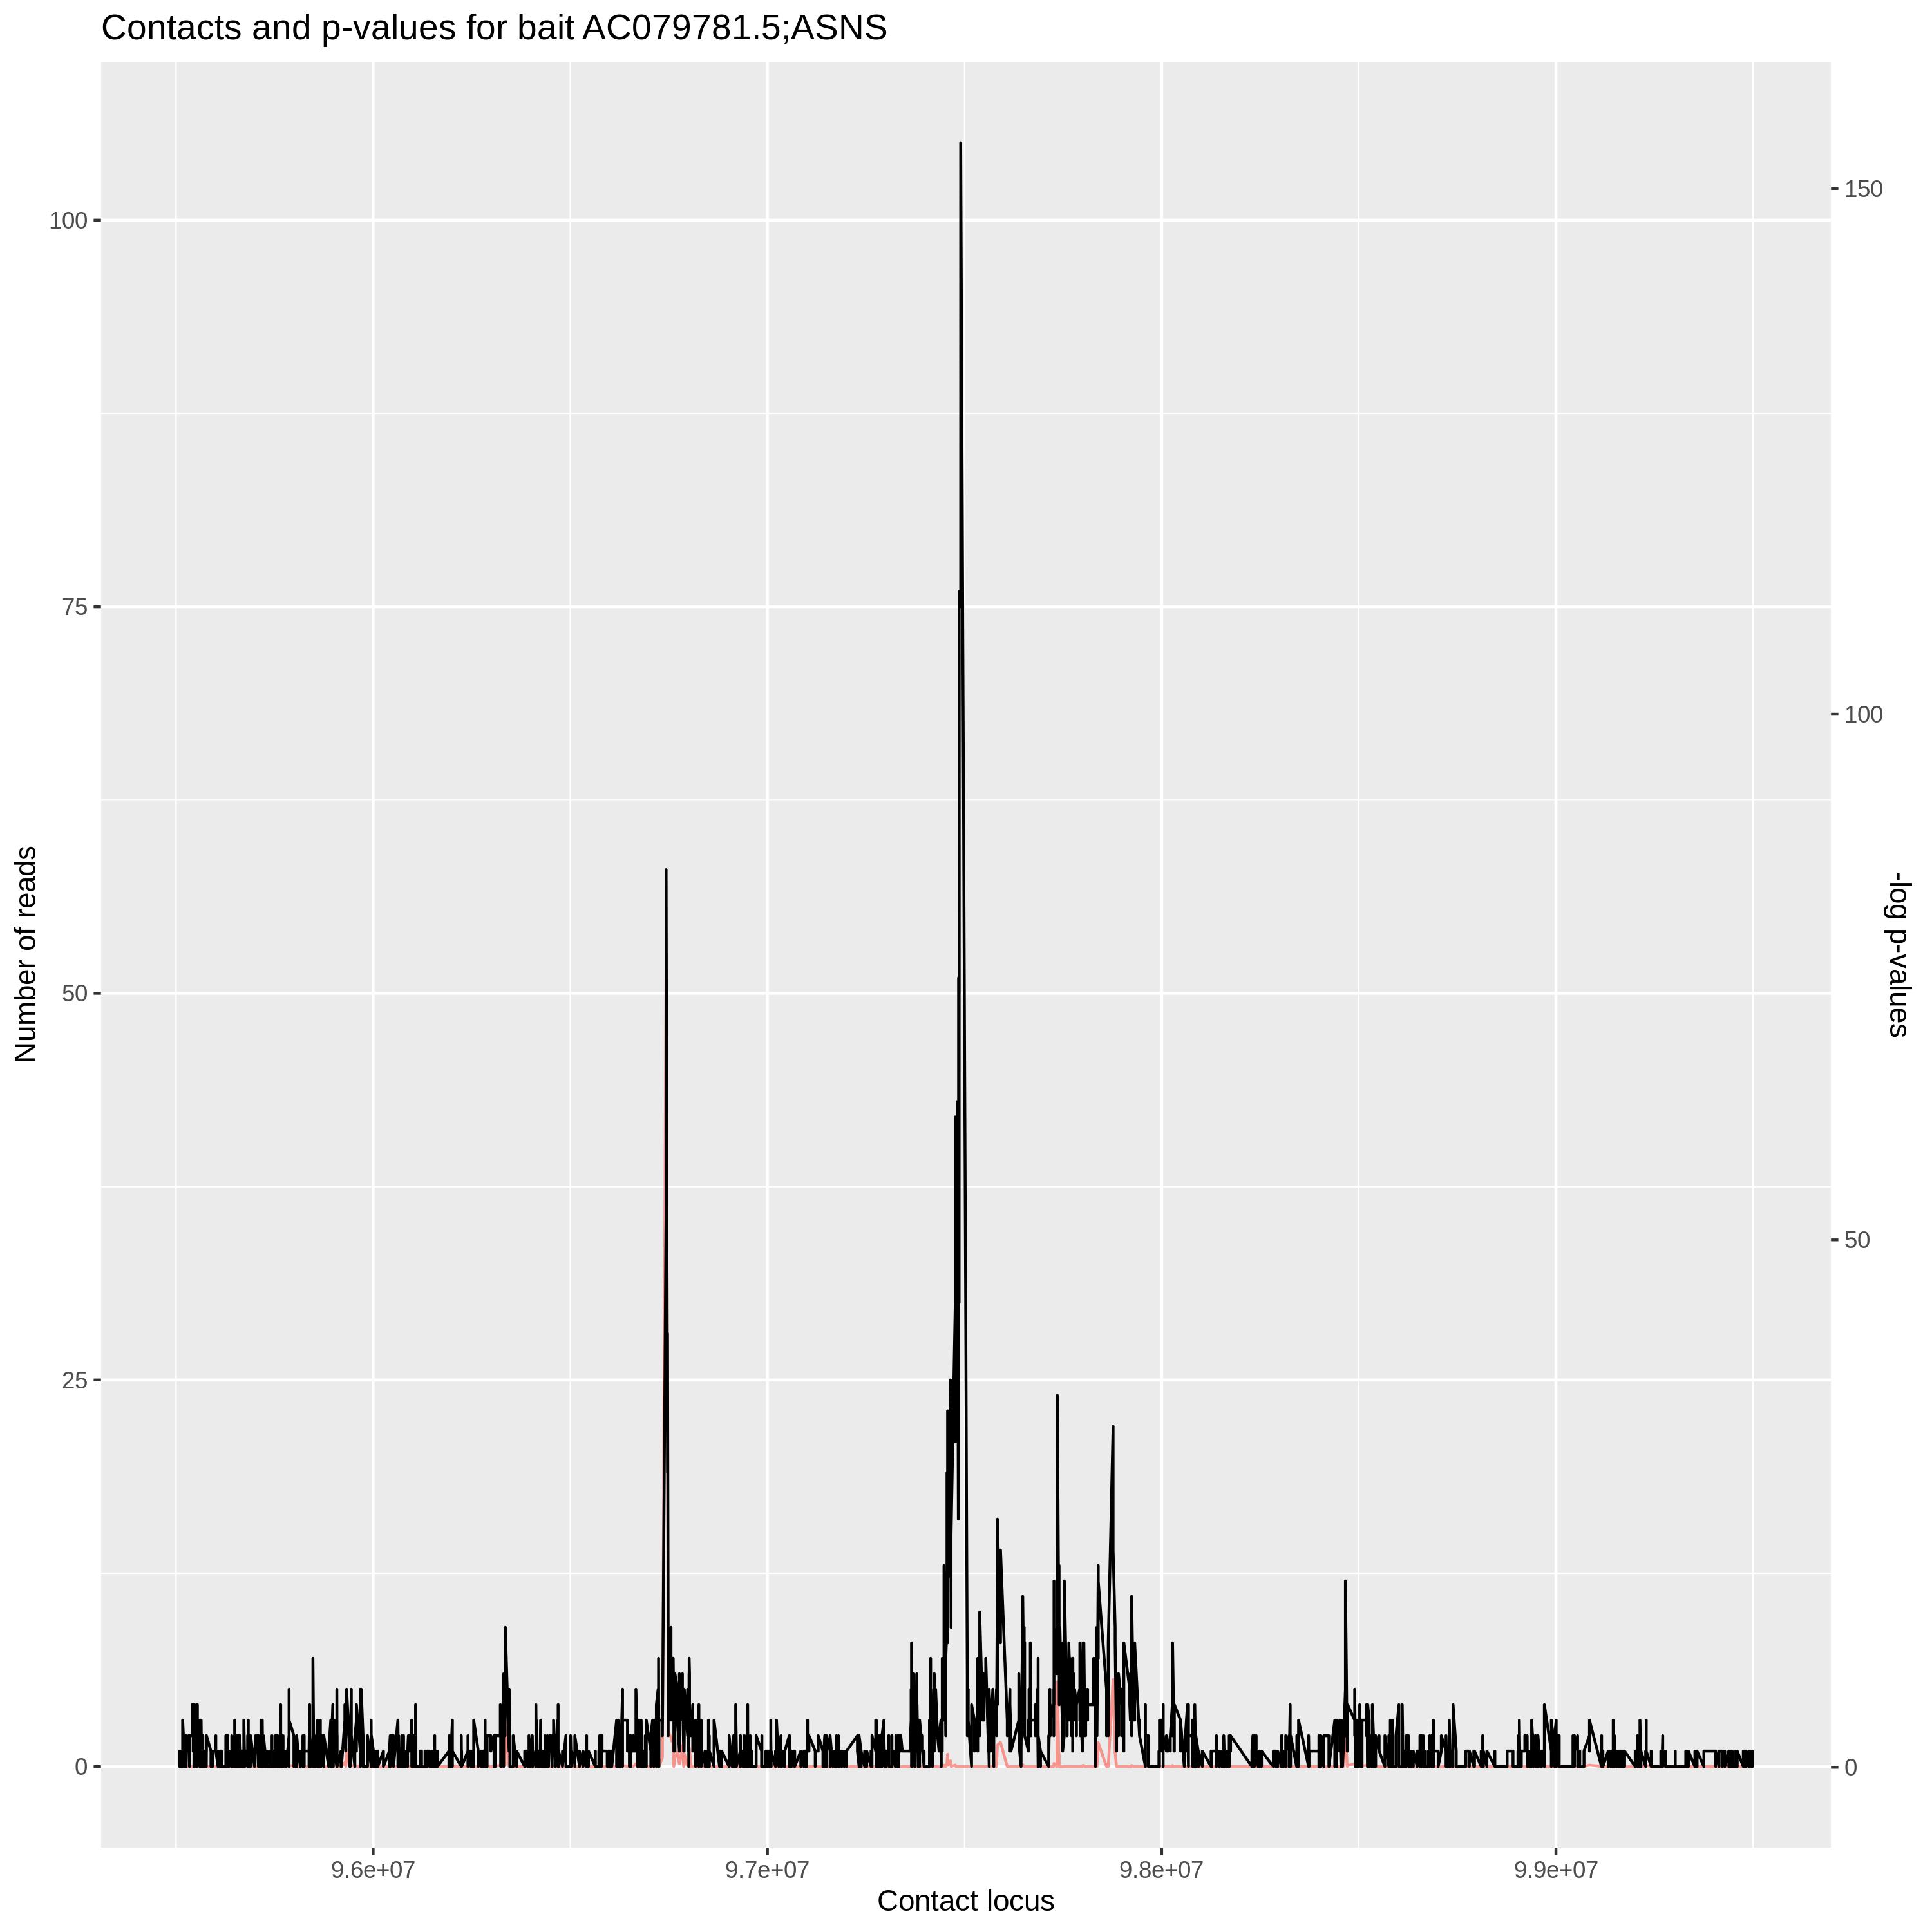 Contacts and p-values for bait AC079781.5;ASNS
100
75
50
25
0
Number of reads
150
100
50
0
-log p-values
9.6e+07
9.7e+07
9.8e+07
9.9e+07
Contact locus